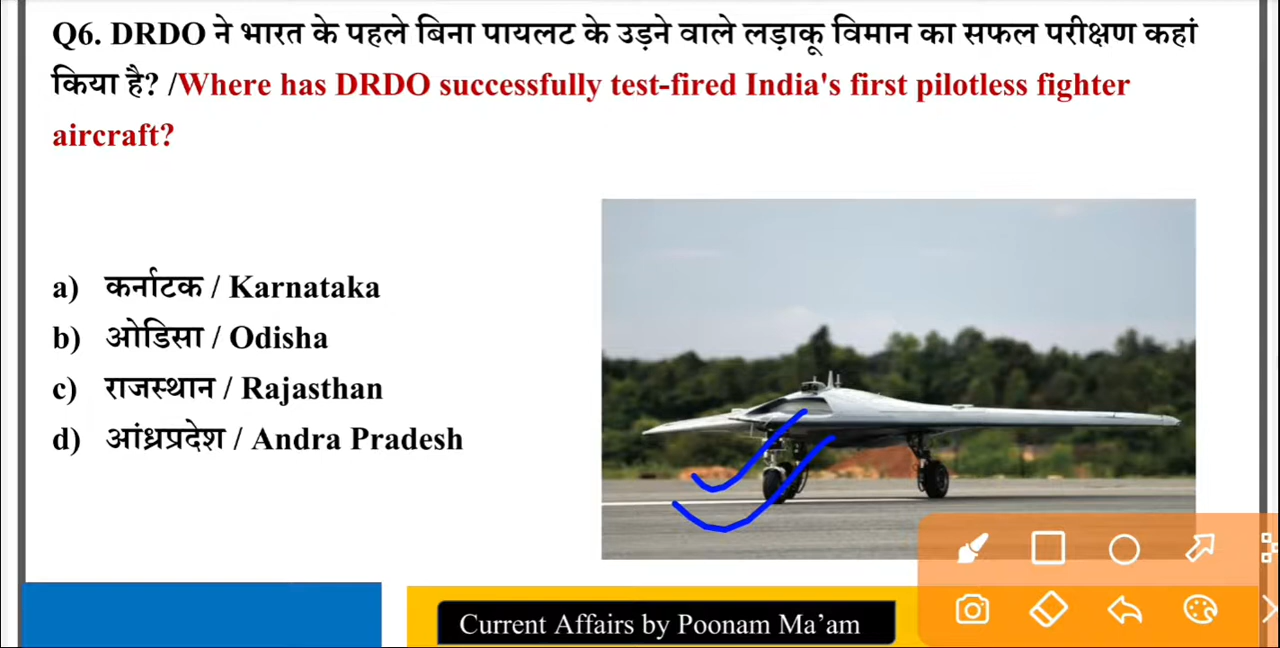 Q6. DRDO ने भारत के पहले बिना पायलट के उड़ने वाले लड़ाकू विमान का सफल परीक्षण कहां
किया है? /Where has DRDO successfully test-fired India's first pilotless fighter
aircraft?
a) कर्नाटक / Karnataka
b) ओडिसा / Odisha
c) राजस्थान / Rajasthan
d) आंध्रप्रदेश / Andra Pradesh
Current Affairs by Poonam Ma’am